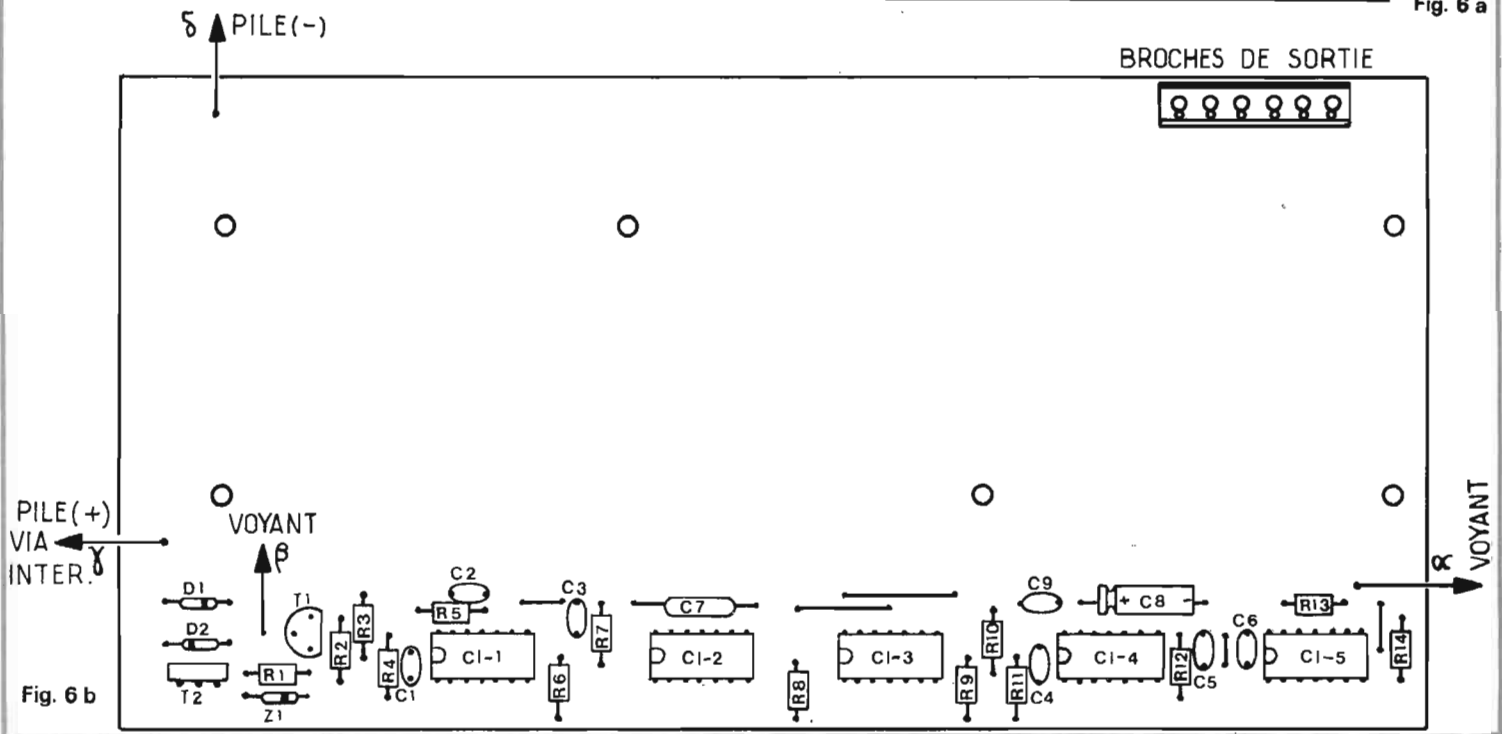 Fig. 6 a
δ PILE(-)
BROCHES DE SORTIE
PILE(+)
VIA
INTER.
γ
VOYANT
β
α
VOYANT
D1
D2
T2
R1
Z1
T1
R2
R3
R4
C1
R5
C2
CI-1
C3
R6
R7
C7
CI-2
R8
CI-3
R9
R10
R11
C9
C4
+ C8 -
CI-4
R12
C5
C6
R13
CI-5
R14
Fig. 6 b